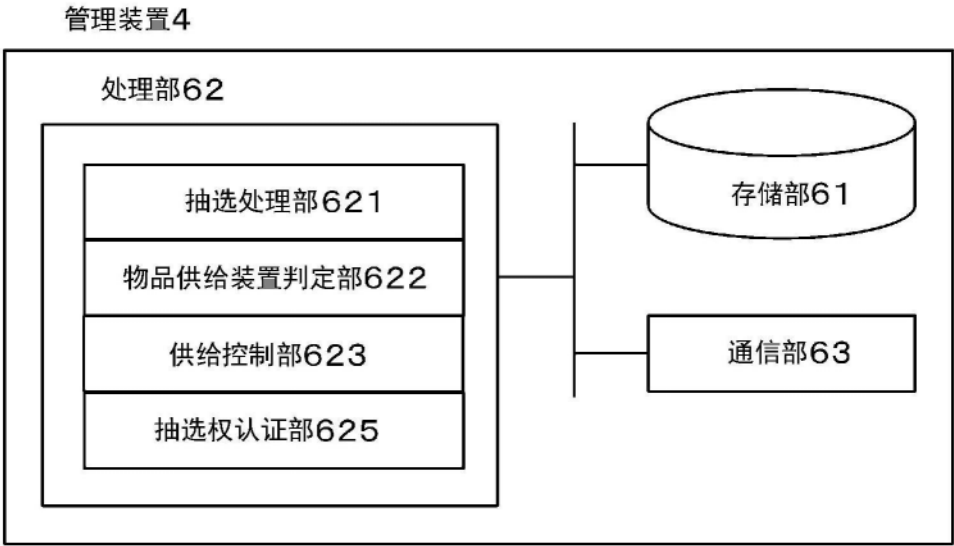 管理装置4
处理部62
抽选处理部621
物品供给装置判定部622
供给控制部623
抽选权认证部625
存储部61
通信部63